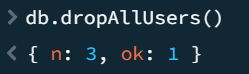 > db.dropAllUsers()
< { n: 3, ok: 1 }